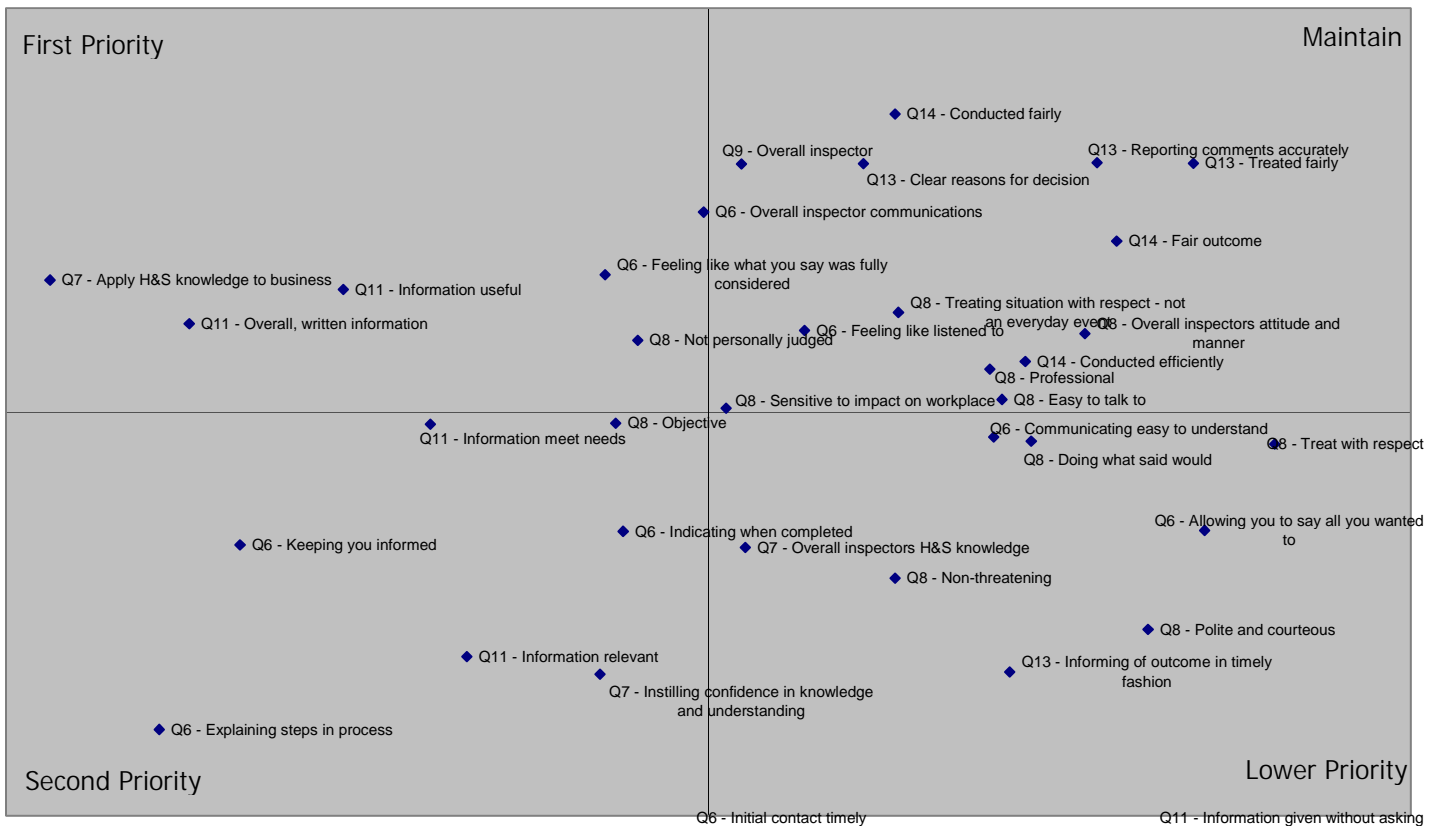 First Priority
Maintain
Q14 - Conducted fairly
Q9 - Overall inspector
Q13 - Reporting comments accurately
Q13 - Treated fairly
Q13 - Clear reasons for decision
Q6 - Overall inspector communications
Q14 - Fair outcome
Q6 - Feeling like what you say was fully
considered
Q7 - Apply H&S knowledge to business
Q11 - Information useful
Q8 - Treating situation with respect - not
an everyday event
Q11 - Overall, written information
Q6 - Feeling like listened to
Q8 - Overall inspectors attitude and
manner
Q8 - Not personally judged
Q14 - Conducted efficiently
Q8 - Professional
Q8 - Sensitive to impact on workplace
Q8 - Easy to talk to
Q8 - Objective
Q11 - Information meet needs
Q6 - Communicating easy to understand
Q8 - Treat with respect
Q8 - Doing what said would
Q6 - Allowing you to say all you wanted
to
Q6 - Indicating when completed
Q6 - Keeping you informed
Q7 - Overall inspectors H&S knowledge
Q8 - Non-threatening
Q8 - Polite and courteous
Q11 - Information relevant
Q13 - Informing of outcome in timely
fashion
Q7 - Instilling confidence in knowledge
and understanding
Q6 - Explaining steps in process
Second Priority
Lower Priority
Q6 - Initial contact timely
Q11 - Information given without asking